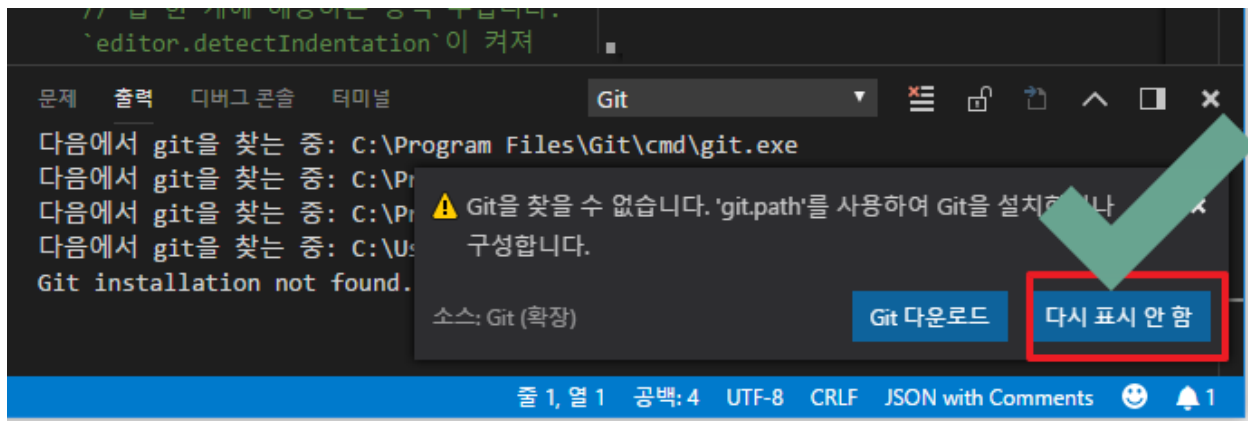 `editor.detectIndentation`이 켜져
문제 출력 디버그 콘솔 터미널 Git
다음에서 git을 찾는 중: C:\Program Files\Git\cmd\git.exe
다음에서 git을 찾는 중: C:\Pr
다음에서 git을 찾는 중: C:\Pr
다음에서 git을 찾는 중: C:\Us
Git installation not found.
Git을 찾을 수 없습니다. 'git.path'를 사용하여 Git을
구성합니다.
소스: Git (확장)
Git 다운로드 다시 표시 안 함
줄 1, 열 1 공백: 4 UTF-8 CRLF JSON with Comments 1